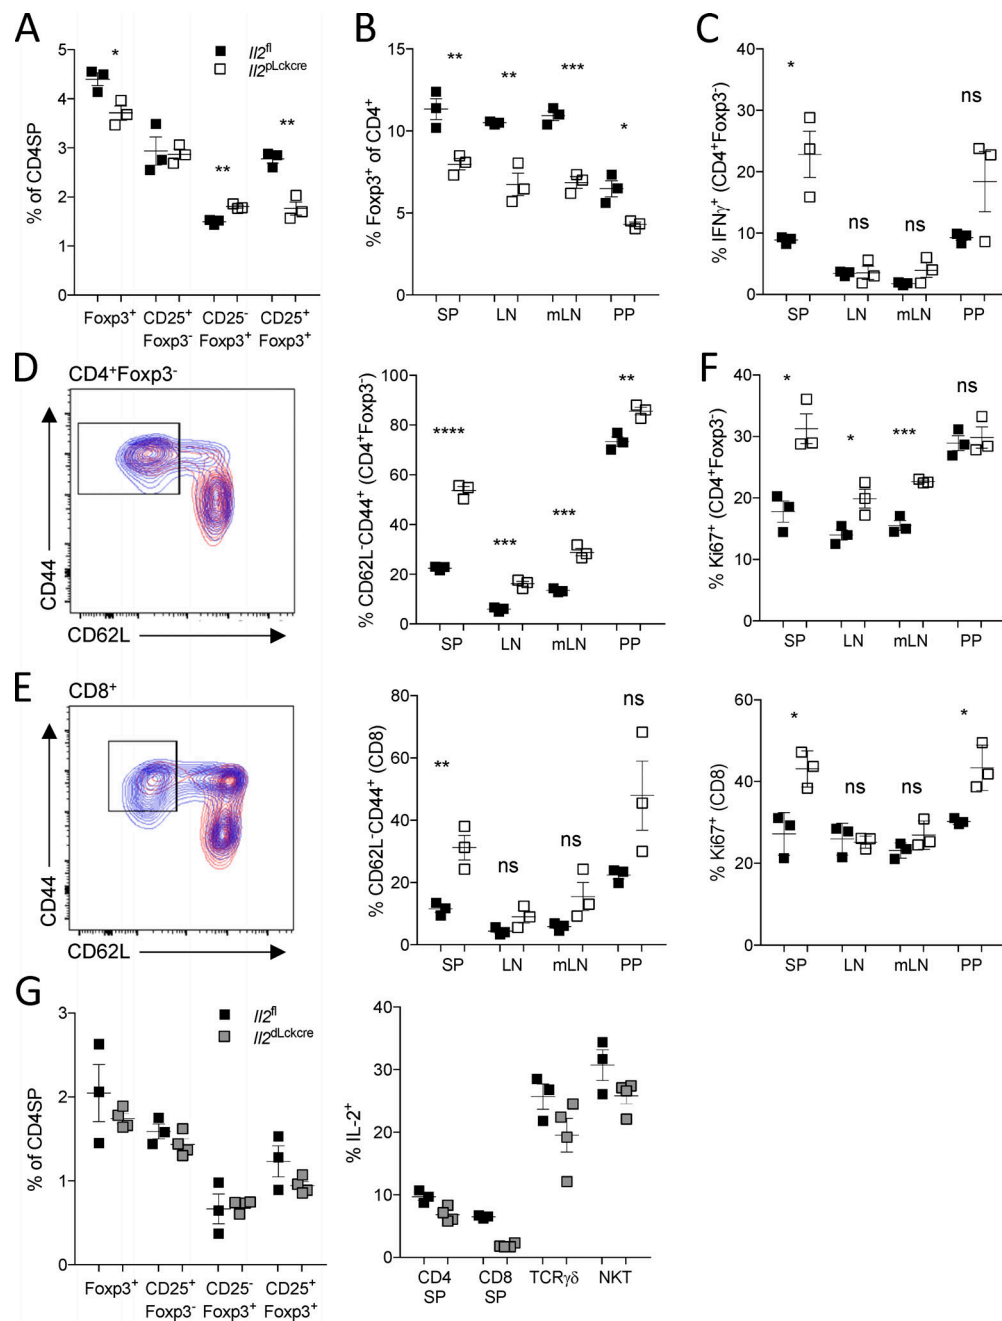 A
% of CD4SP
5
4
3
2
1
0
*
**
**
Il2fl
Il2pLckcre
Foxp3+
CD25+
Foxp3-
CD25-
Foxp3+
CD25+
Foxp3+
B
% Foxp3+ of CD4+
15
10
5
0
**
**
***
*
SP
LN
mLN
PP
C
% IFNγ+ (CD4+Foxp3-)
40
30
20
10
0
*
ns
ns
ns
SP
LN
mLN
PP
D
CD4+Foxp3-
CD44
CD62L
% CD62L-CD44+ (CD4+Foxp3-)
100
80
60
40
20
0
****
***
***
**
SP
LN
mLN
PP
F
% Ki67+ (CD4+Foxp3-)
40
30
20
10
0
*
*
***
ns
SP
LN
mLN
PP
E
CD8+
CD44
CD62L
% CD62L-CD44+ (CD8)
80
60
40
20
0
**
ns
ns
ns
SP
LN
mLN
PP
% Ki67+ (CD8)
60
40
20
0
*
ns
ns
*
SP
LN
mLN
PP
G
% of CD4SP
3
2
1
0
Il2fl
Il2dLckcre
Foxp3+
CD25+
Foxp3-
CD25-
Foxp3+
CD25+
Foxp3+
% IL-2+
40
30
20
10
0
CD4
SP
CD8
SP
TCRγδ
NKT